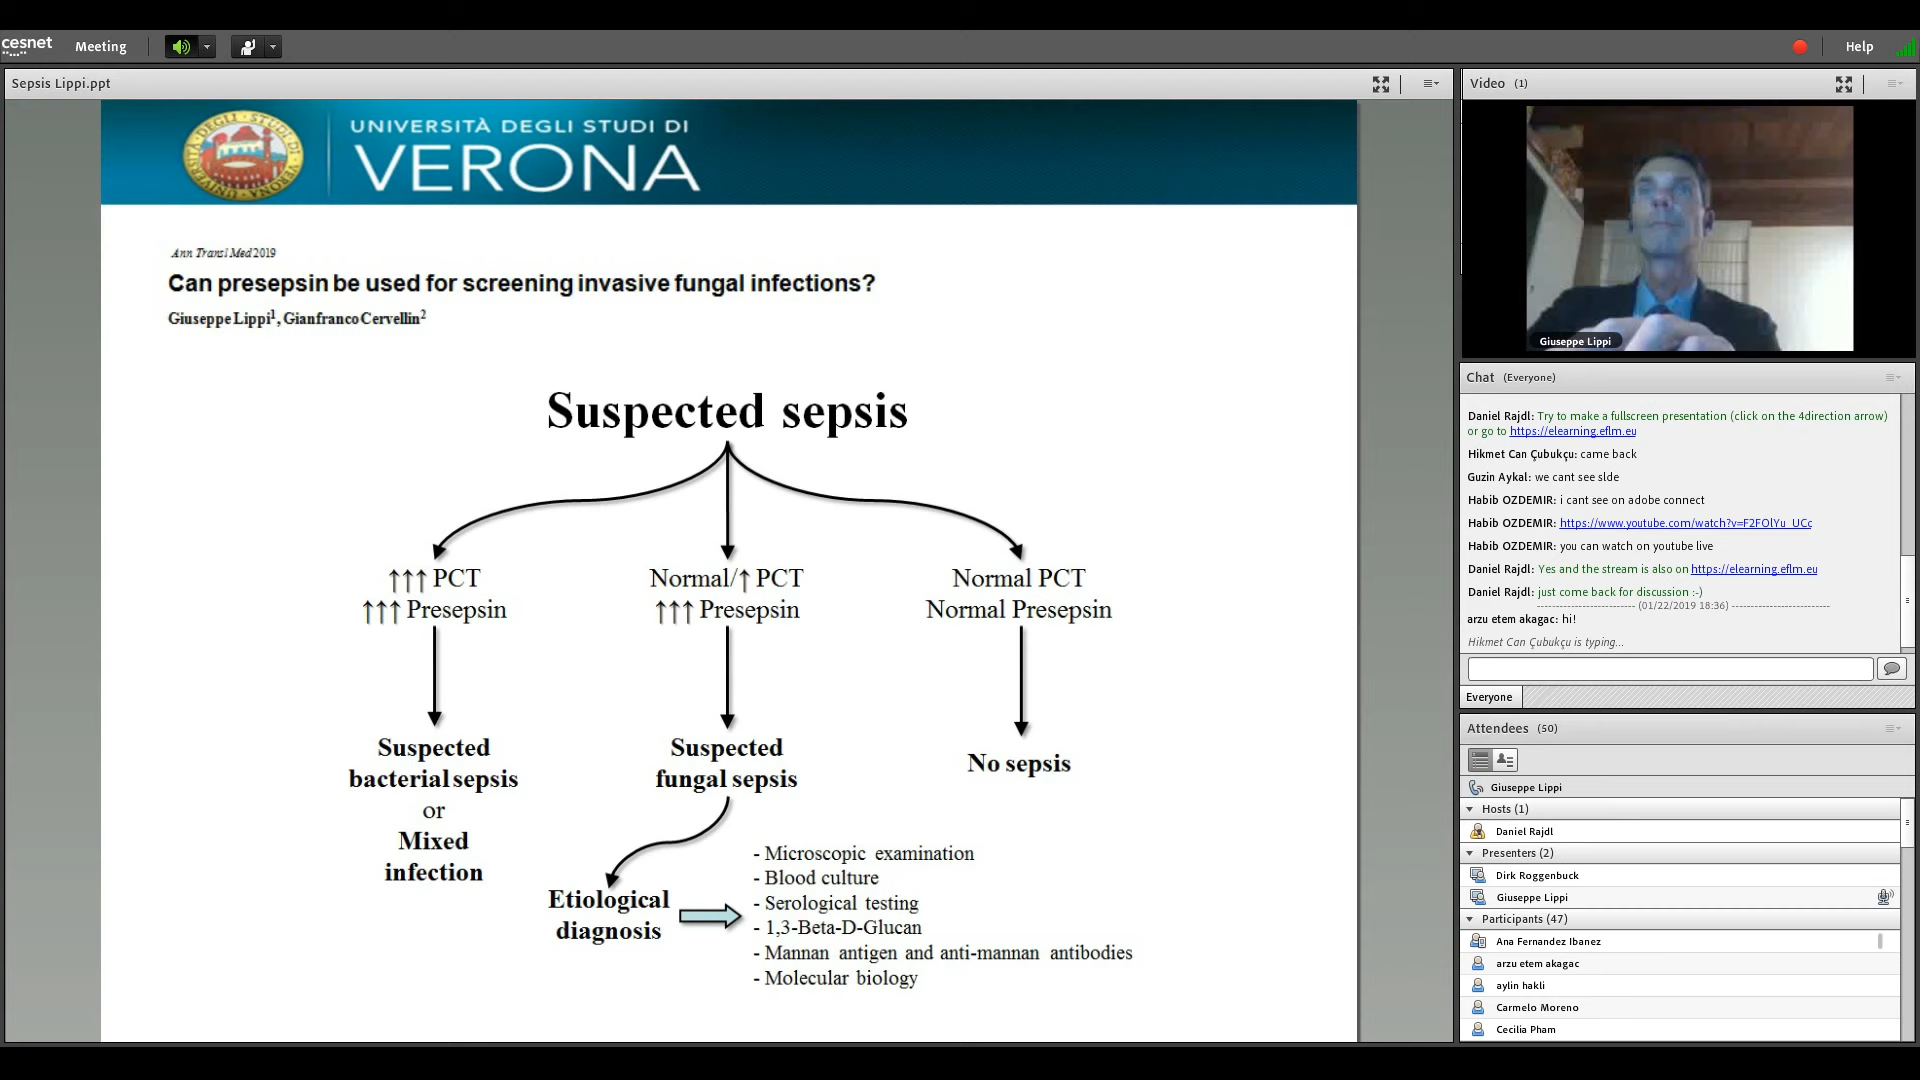 cesnet
Meeting
Help
Sepsis Lippi.ppt
UNIVERSITÀ DEGLI STUDI DI
VERONA
Ann Transl Med 2019
Can presepsin be used for screening invasive fungal infections?
Giuseppe Lippi1, Gianfranco Cervellin2
Suspected sepsis
↑↑↑ PCT
↑↑↑ Presepsin
Normal/↑ PCT
↑↑↑ Presepsin
Normal PCT
Normal Presepsin
Suspected
bacterial sepsis
or
Mixed
infection
Suspected
fungal sepsis
No sepsis
Etiological
diagnosis
- Microscopic examination
- Blood culture
- Serological testing
- 1,3-Beta-D-Glucan
- Mannan antigen and anti-mannan antibodies
- Molecular biology
Video (1)
Giuseppe Lippi
Chat (Everyone)
Daniel Rajdl: Try to make a fullscreen presentation (click on the 4direction arrow)
or go to https://elearning.eflm.eu
Hikmet Can Çubukçu: came back
Guzin Aykal: we cant see slde
Habib OZDEMIR: i cant see on adobe connect
Habib OZDEMIR: https://www.youtube.com/watch?v=F2FOlYu_UCc
Habib OZDEMIR: you can watch on youtube live
Daniel Rajdl: Yes and the stream is also on https://elearning.eflm.eu
Daniel Rajdl: just come back for discussion :-)
-------------------------- (01/22/2019 18:36) --------------------------
arzu etem akagac: hi!
Hikmet Can Çubukçu is typing...
Everyone
Attendees (50)
Giuseppe Lippi
Hosts (1)
Daniel Rajdl
Presenters (2)
Dirk Roggenbuck
Giuseppe Lippi
Participants (47)
Ana Fernandez Ibanez
arzu etem akagac
aylin hakli
Carmelo Moreno
Cecilia Pham